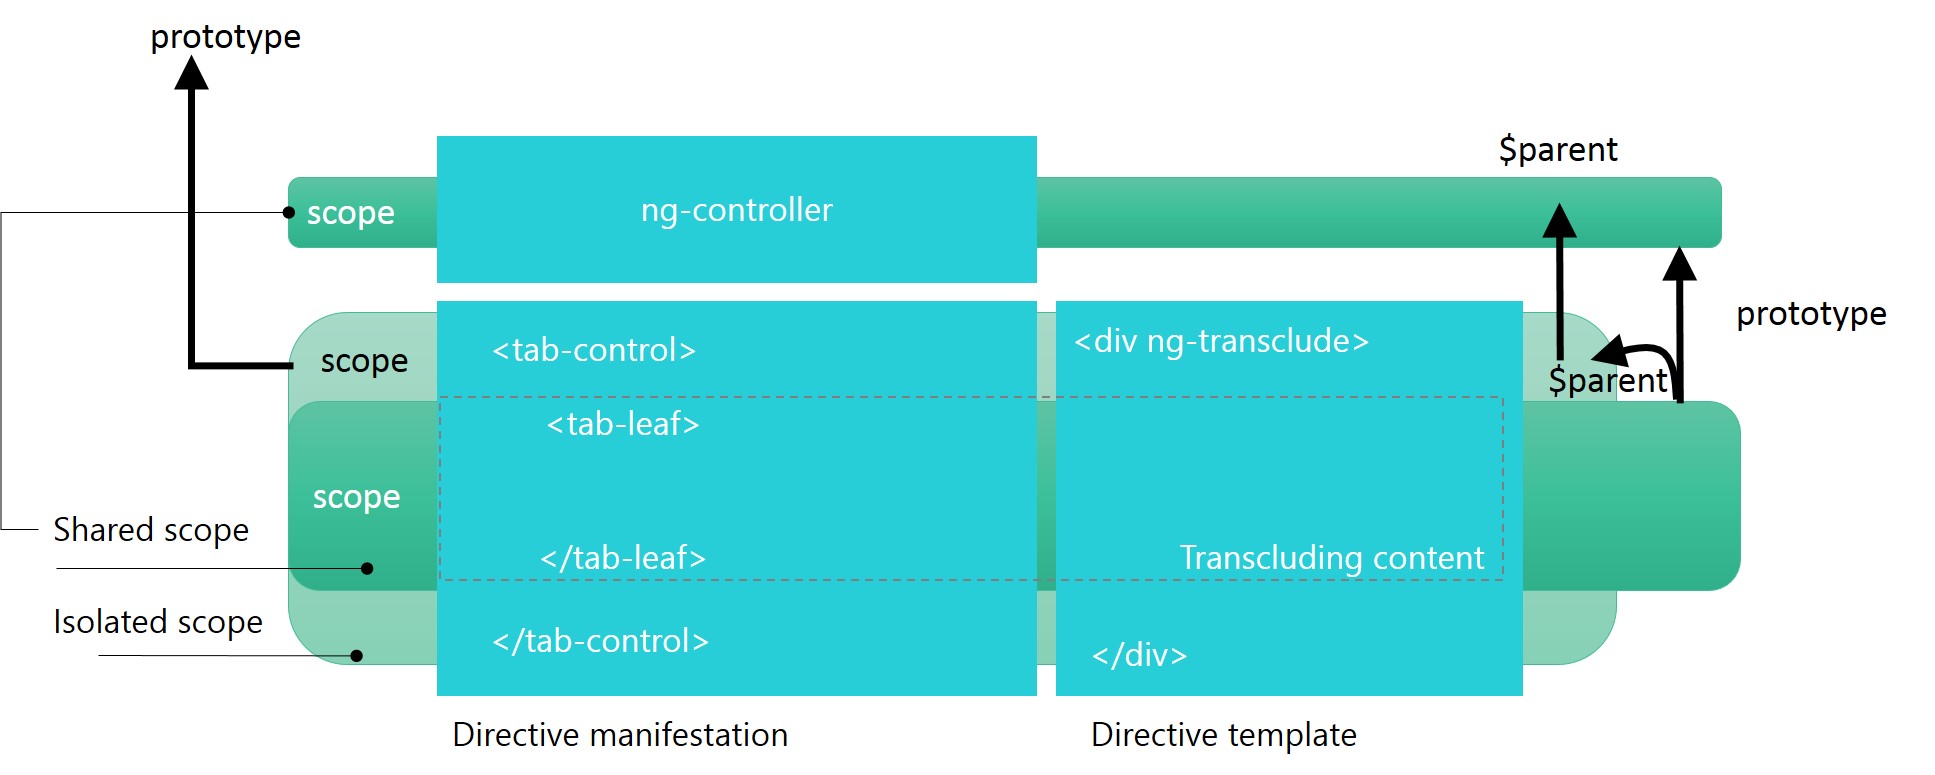 prototype
$parent
scope
ng-controller
prototype
<tab-control>
<div ng-transclude>
scope
$parent
<tab-leaf>
scope
Shared scope
</tab-leaf>
Transcluding content
Isolated scope
</tab-control>
</div>
Directive manifestation
Directive template